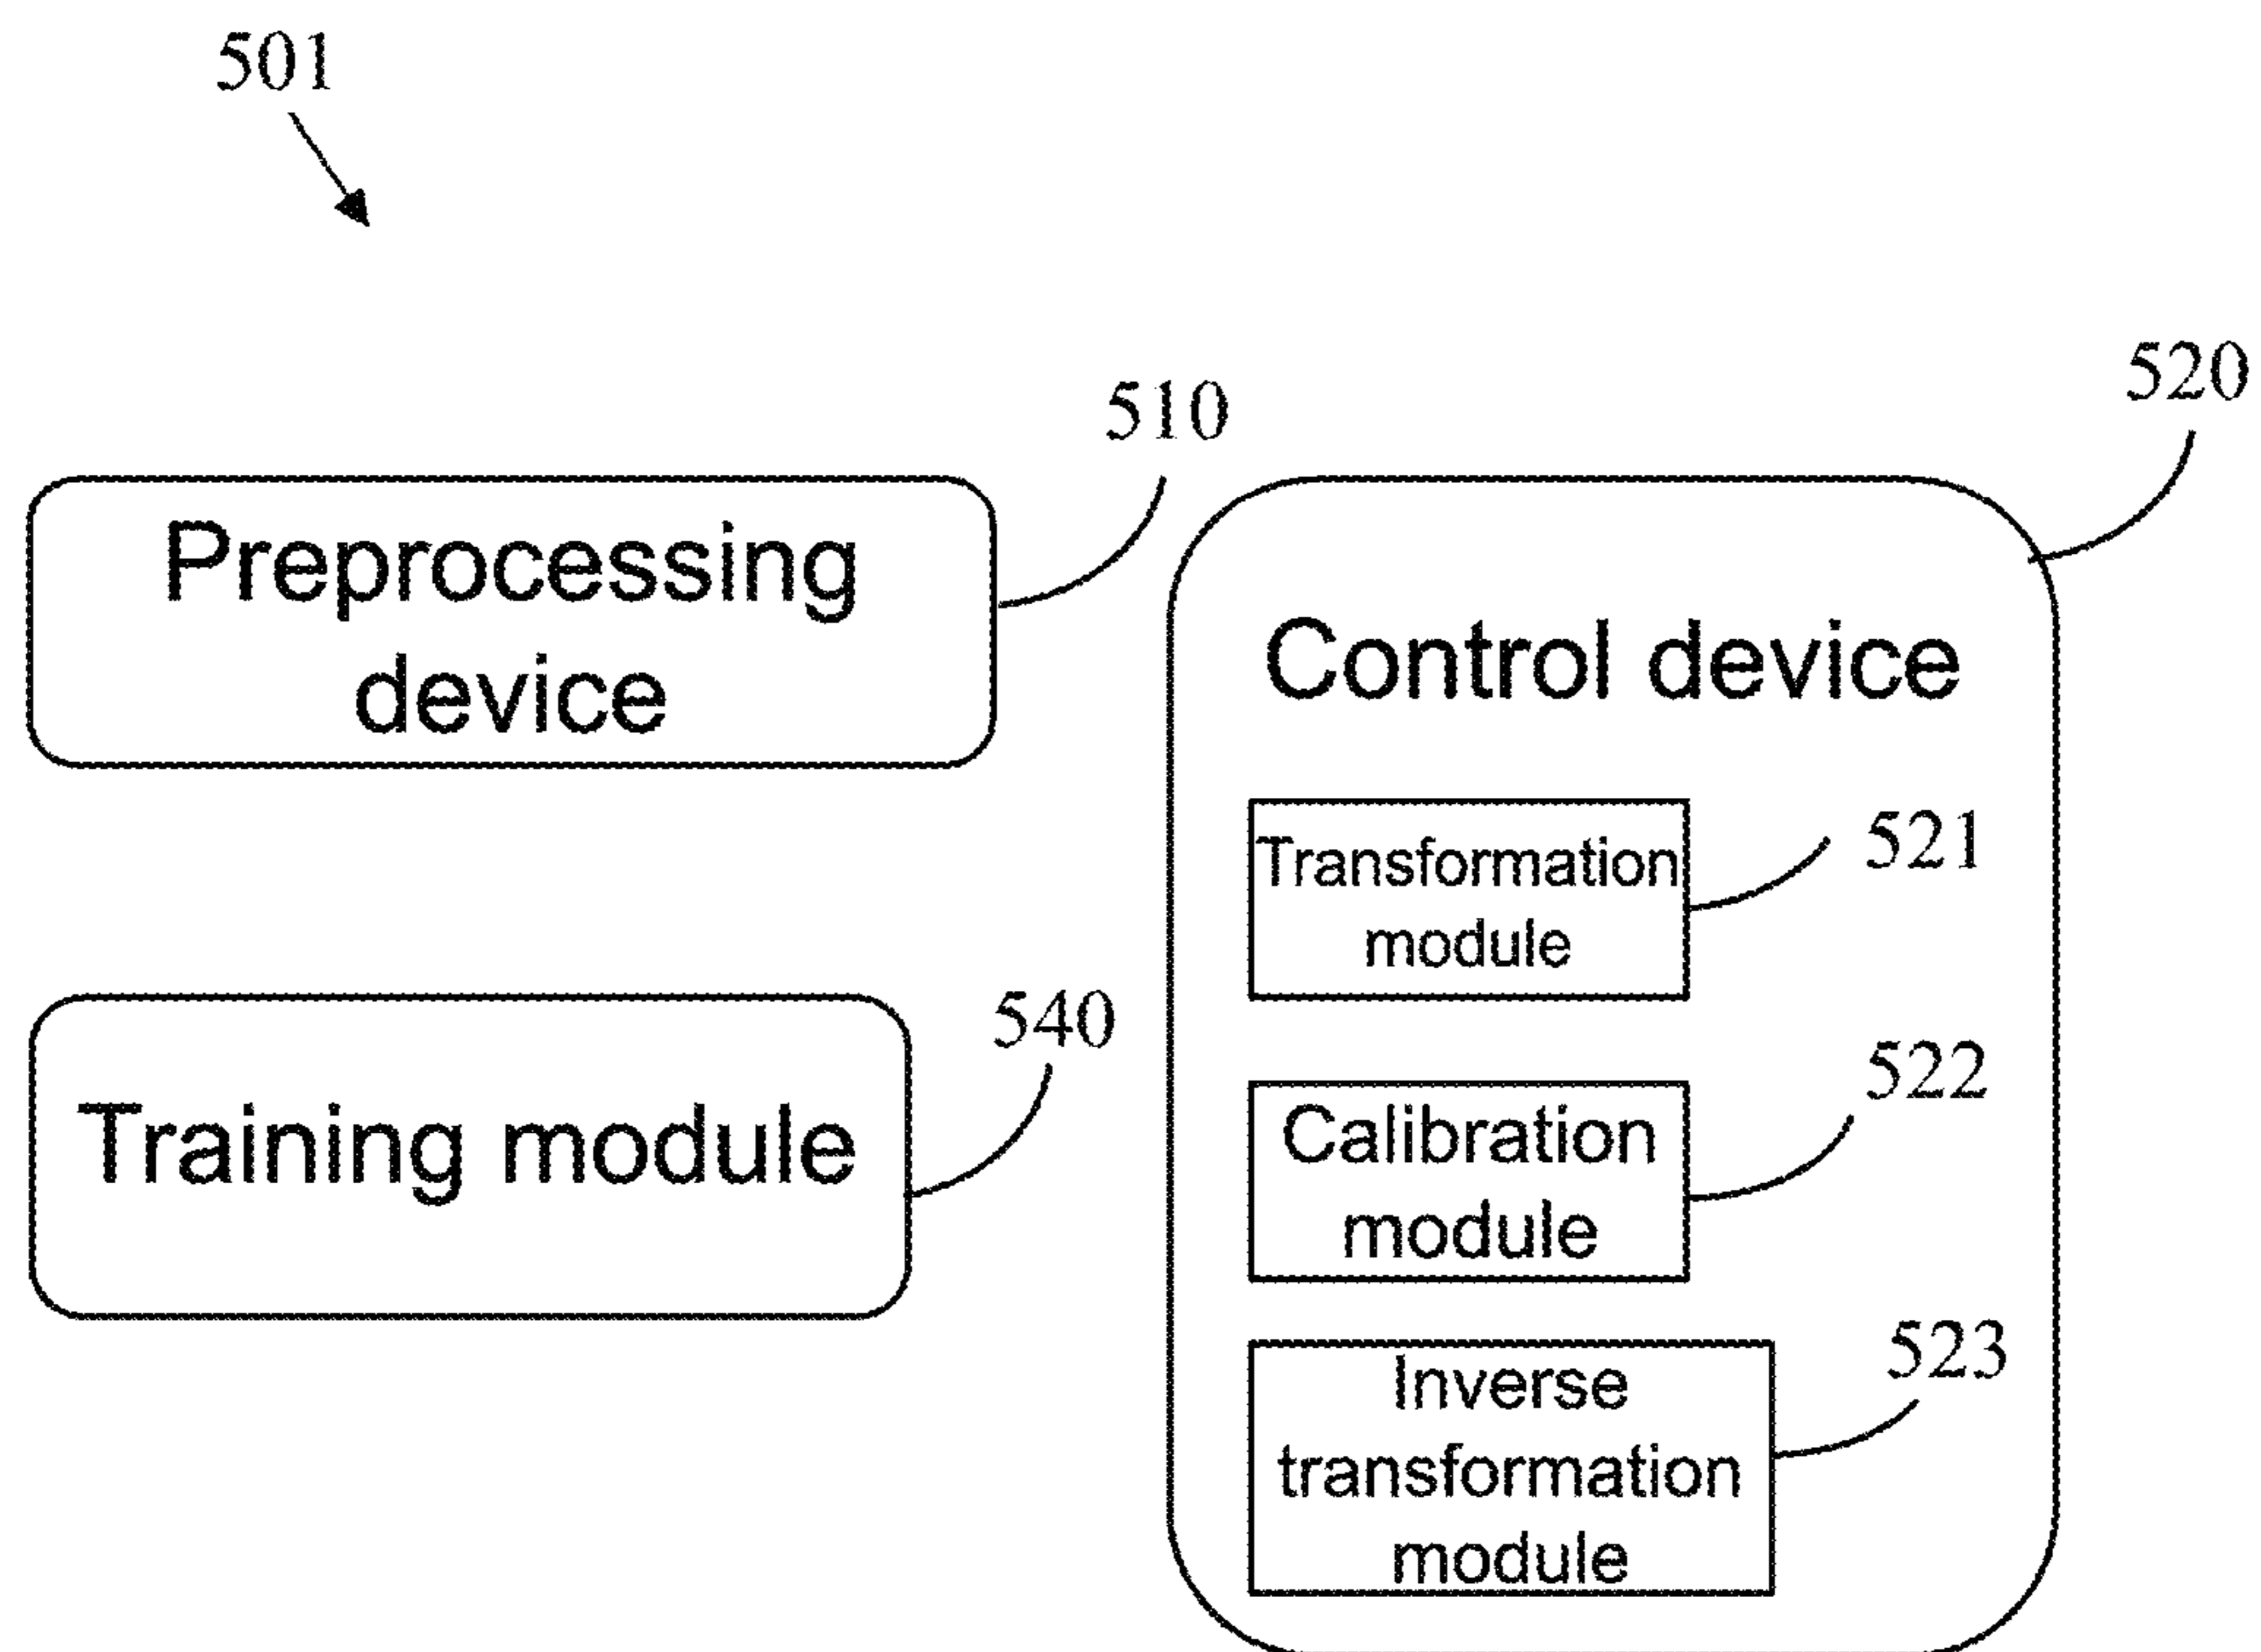 501
510
Preprocessing
device
540
Training module
520
Control device
Transformation
module
521
Calibration
module
522
Inverse
transformation
module
523